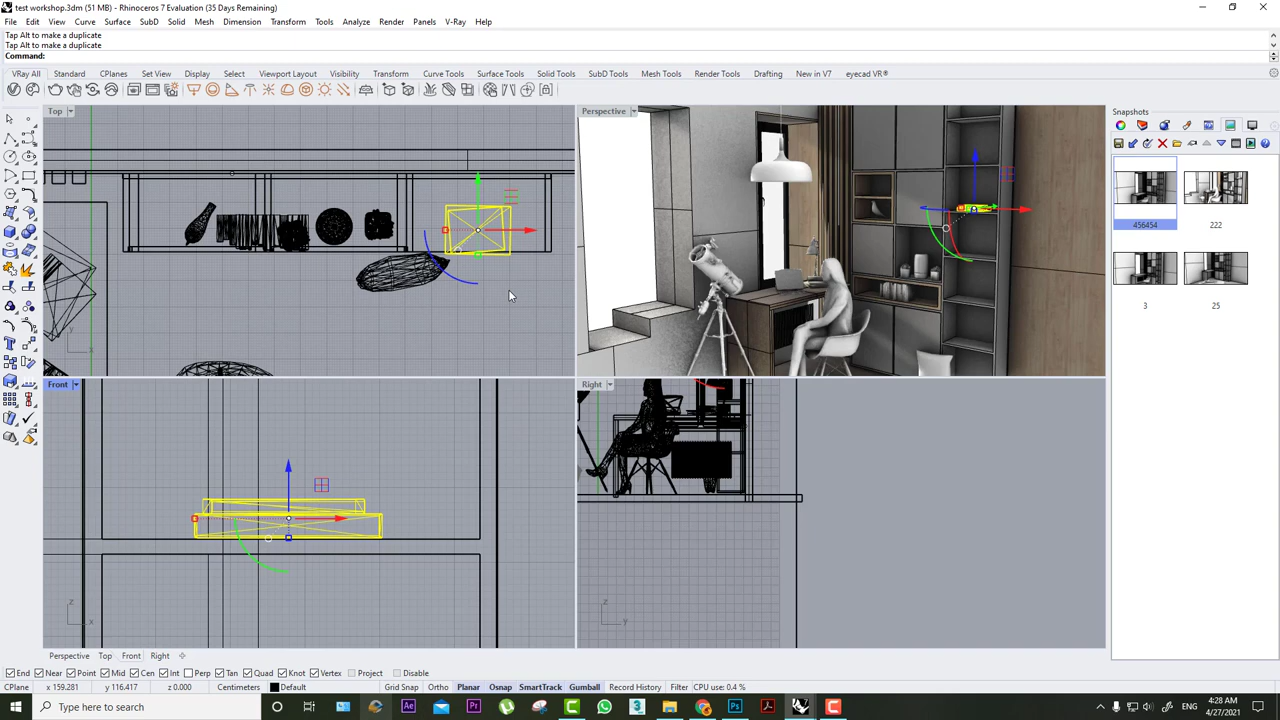 test workshop.3dm (51 MB) - Rhinoceros 7 Evaluation (35 Days Remaining)
File Edit View Curve Surface SubD Solid Mesh Dimension Transform Tools Analyze Render Panels V-Ray Help
Tap Alt to make a duplicate
Tap Alt to make a duplicate
Command:
V-Ray All Standard CPlanes Set View Display Select Viewport Layout Visibility Transform Curve Tools Surface Tools Solid Tools SubD Tools Mesh Tools Render Tools Drafting New in V7 eyecad VR®
Top Perspective Snapshots
456454 222
3 25
y x
Front Right
z x
z y
Perspective Top Front Right
End Near Point Mid Cen Int Perp Tan Quad Knot Vertex Project Disable
CPlane x 159.281 y 116.417 z 0.000 Centimeters Default Grid Snap Ortho Planar Osnap SmartTrack Gumball Record History Filter CPU use: 0.4 %
Type here to search
4:28 AM
4/27/2021